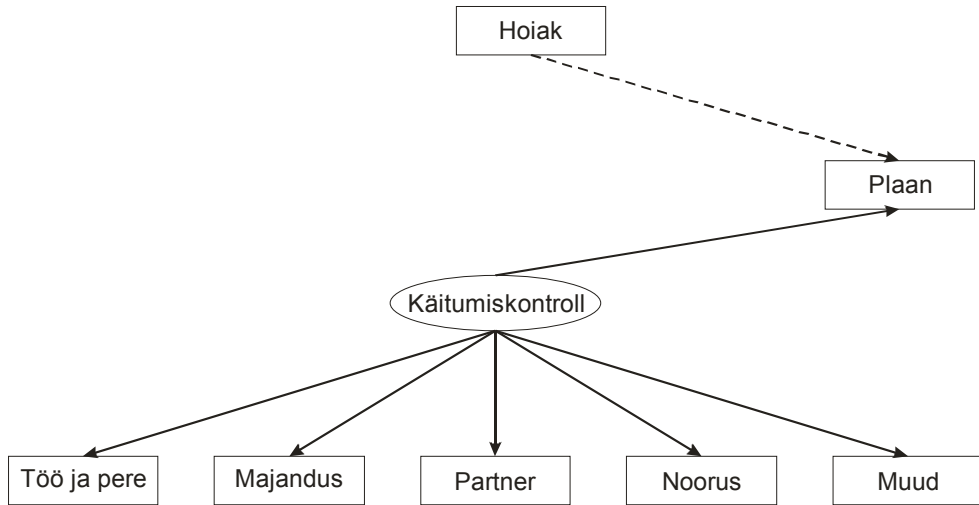 Hoiak
Plaan
Käitumiskontroll
Töö ja pere
Majandus
Partner
Noorus
Muud